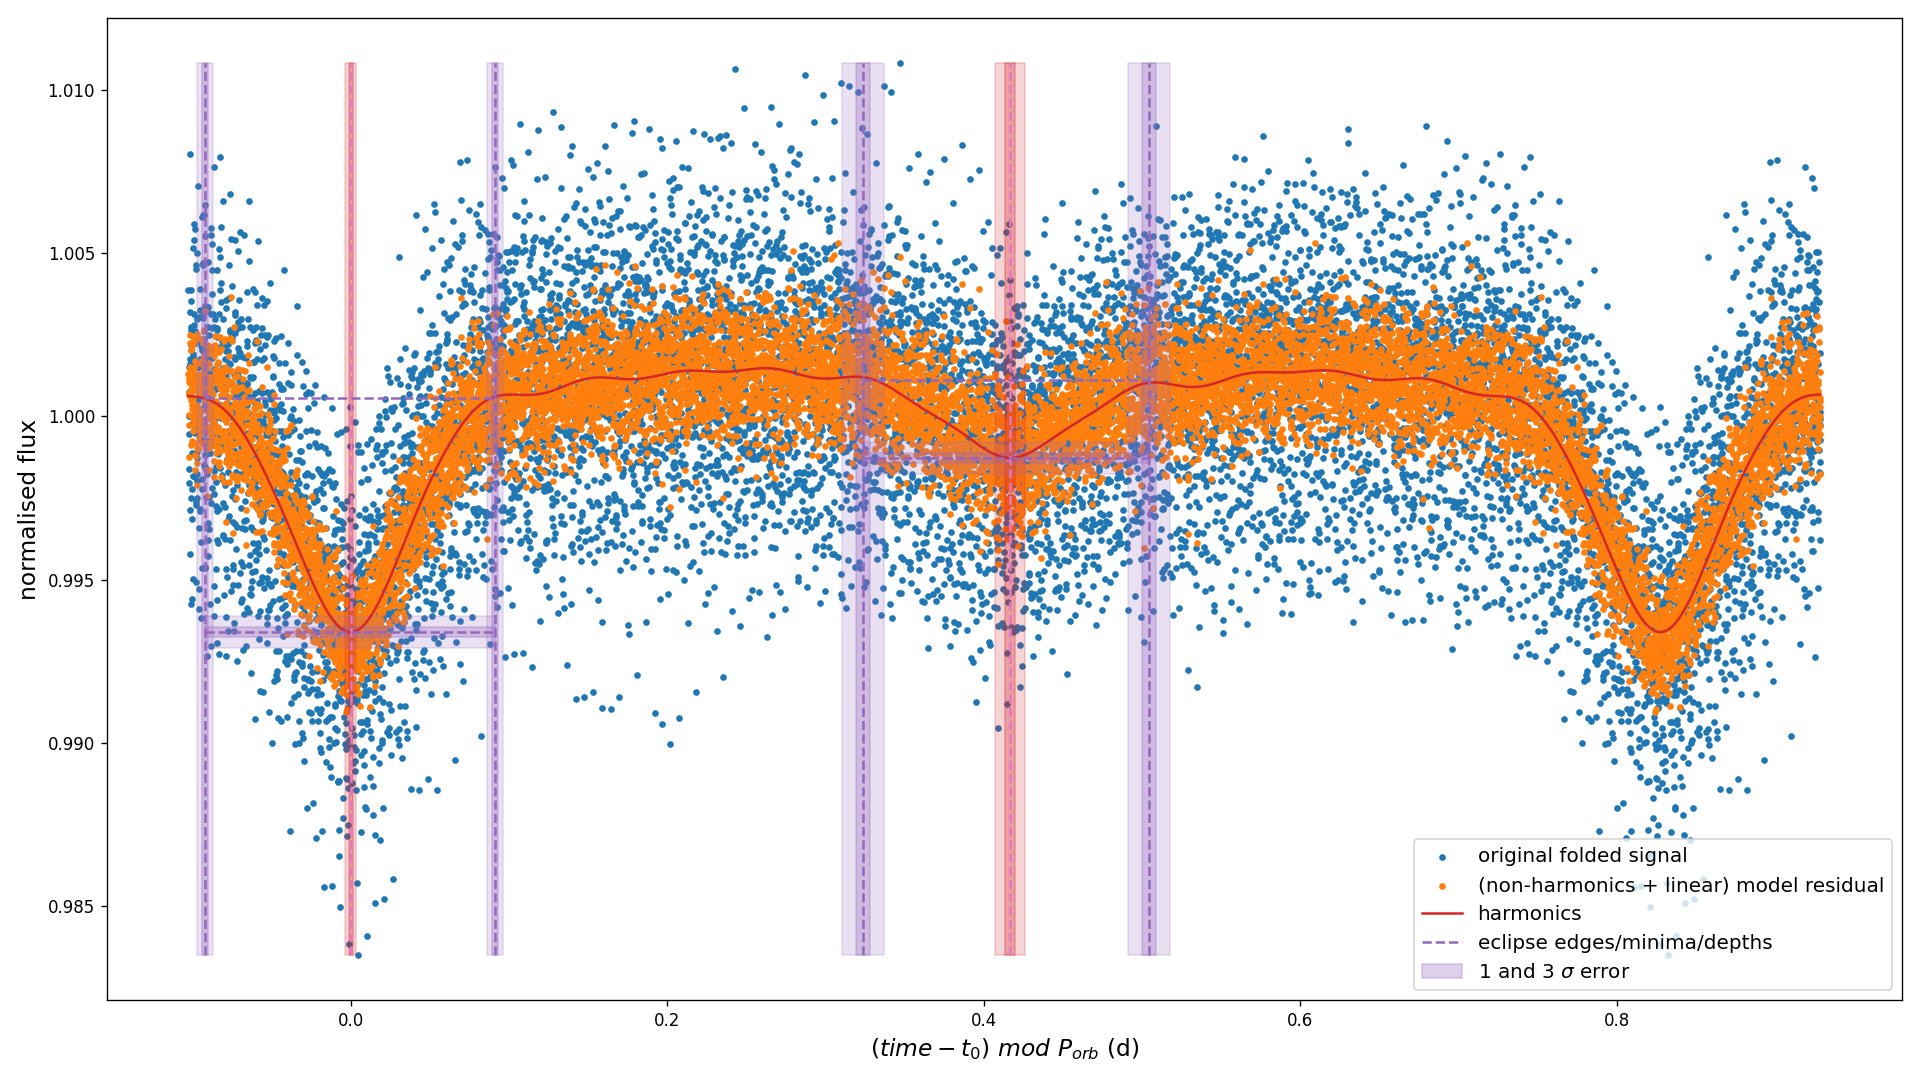 normalised flux
1.010
1.005
1.000
0.995
0.990
0.985
original folded signal
(non-harmonics + linear) model residual
harmonics
eclipse edges/minima/depths
1 and 3 σ error
0.0 0.2 0.4 0.6 0.8
(time − t₀) mod Pₒᵣb (d)